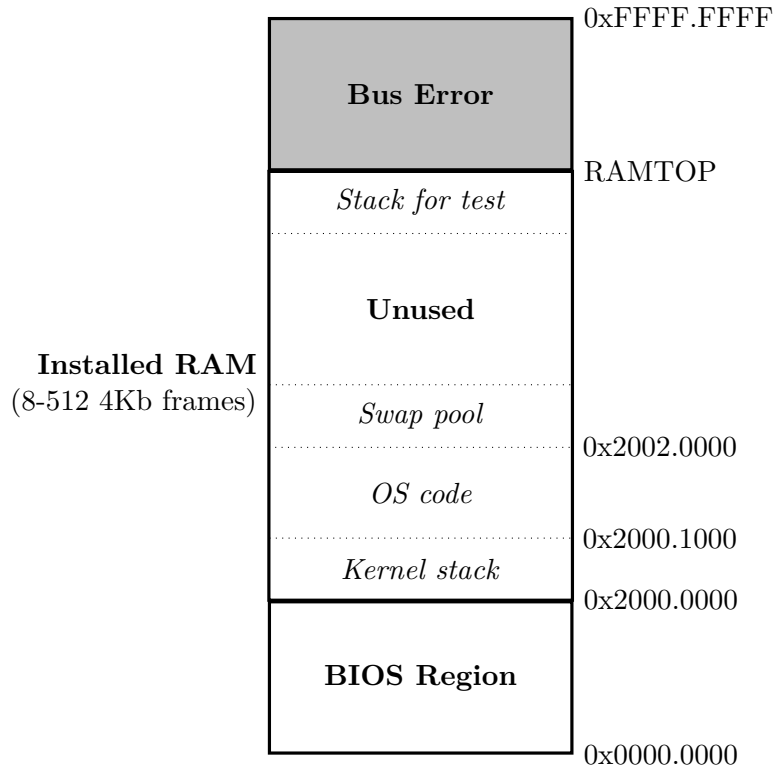 0xFFFF.FFFF
Bus Error
RAMTOP
Stack for test
Unused
Installed RAM
(8-512 4Kb frames)
Swap pool
0x2002.0000
OS code
0x2000.1000
Kernel stack
0x2000.0000
BIOS Region
0x0000.0000